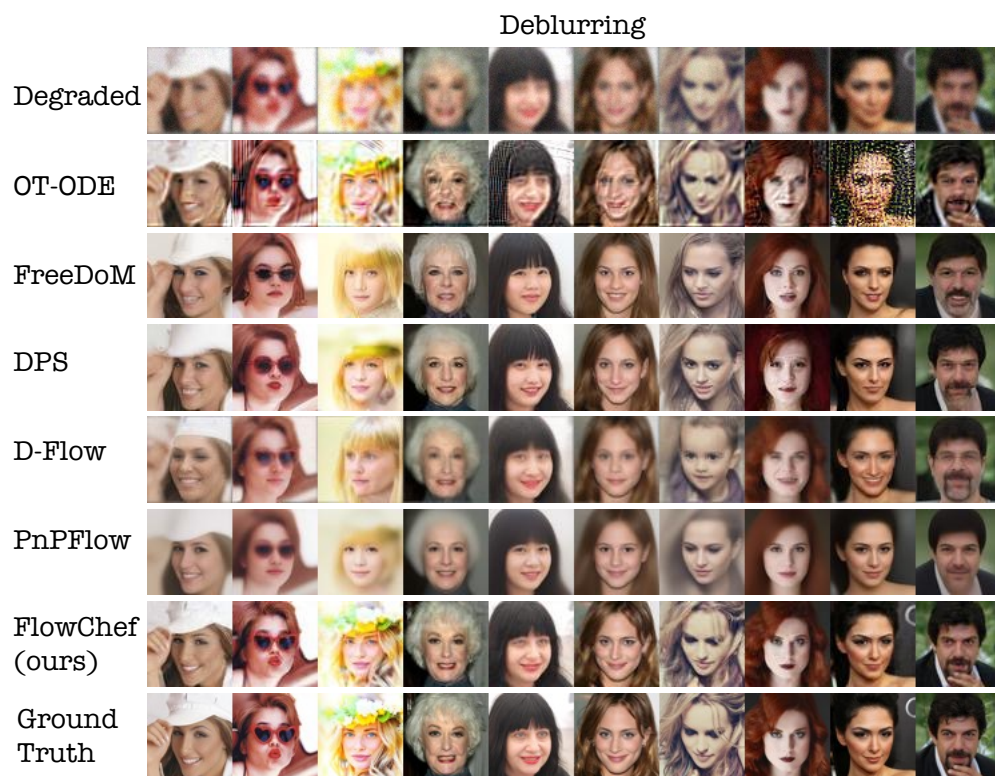 Deblurring
Degraded
OT-ODE
FreeDoM
DPS
D-Flow
PnPFlow
FlowChef
(ours)
Ground
Truth